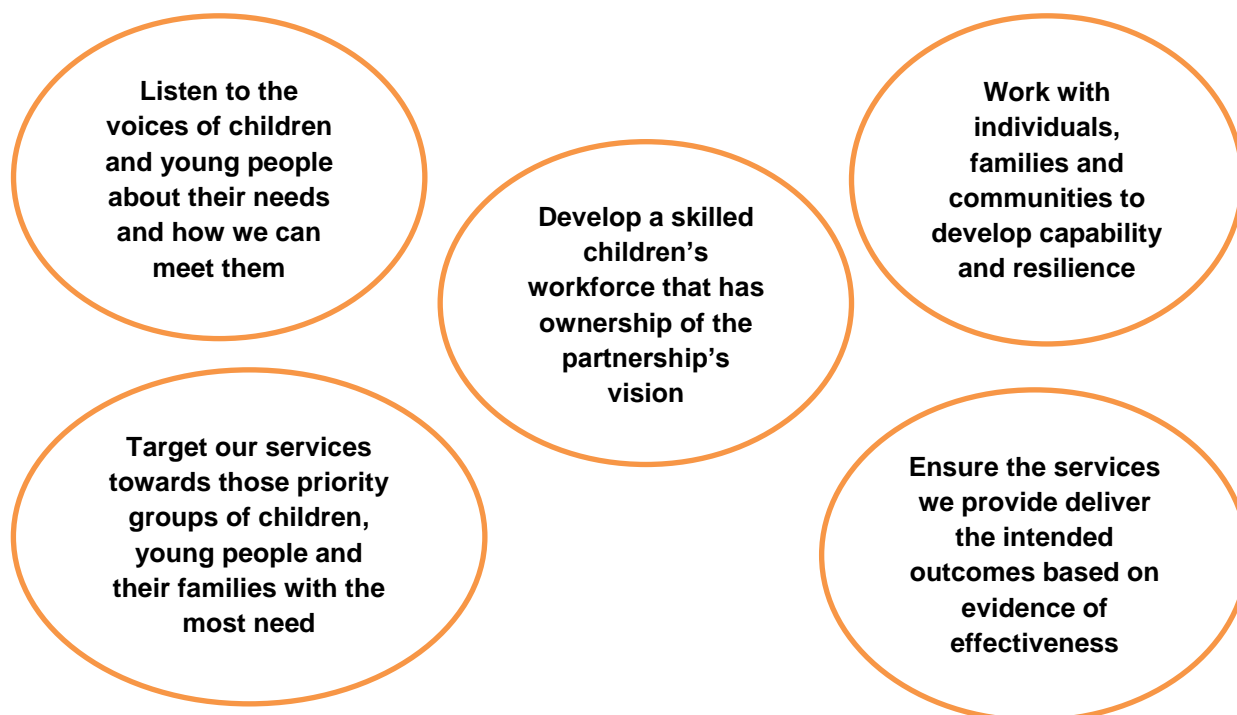 Listen to the
voices of children
and young people
about their needs
and how we can
meet them
Work with
individuals,
families and
communities to
develop capability
and resilience
Develop a skilled
children’s
workforce that has
ownership of the
partnership’s
vision
Target our services
towards those priority
groups of children,
young people and
their families with the
most need
Ensure the services
we provide deliver
the intended
outcomes based on
evidence of
effectiveness